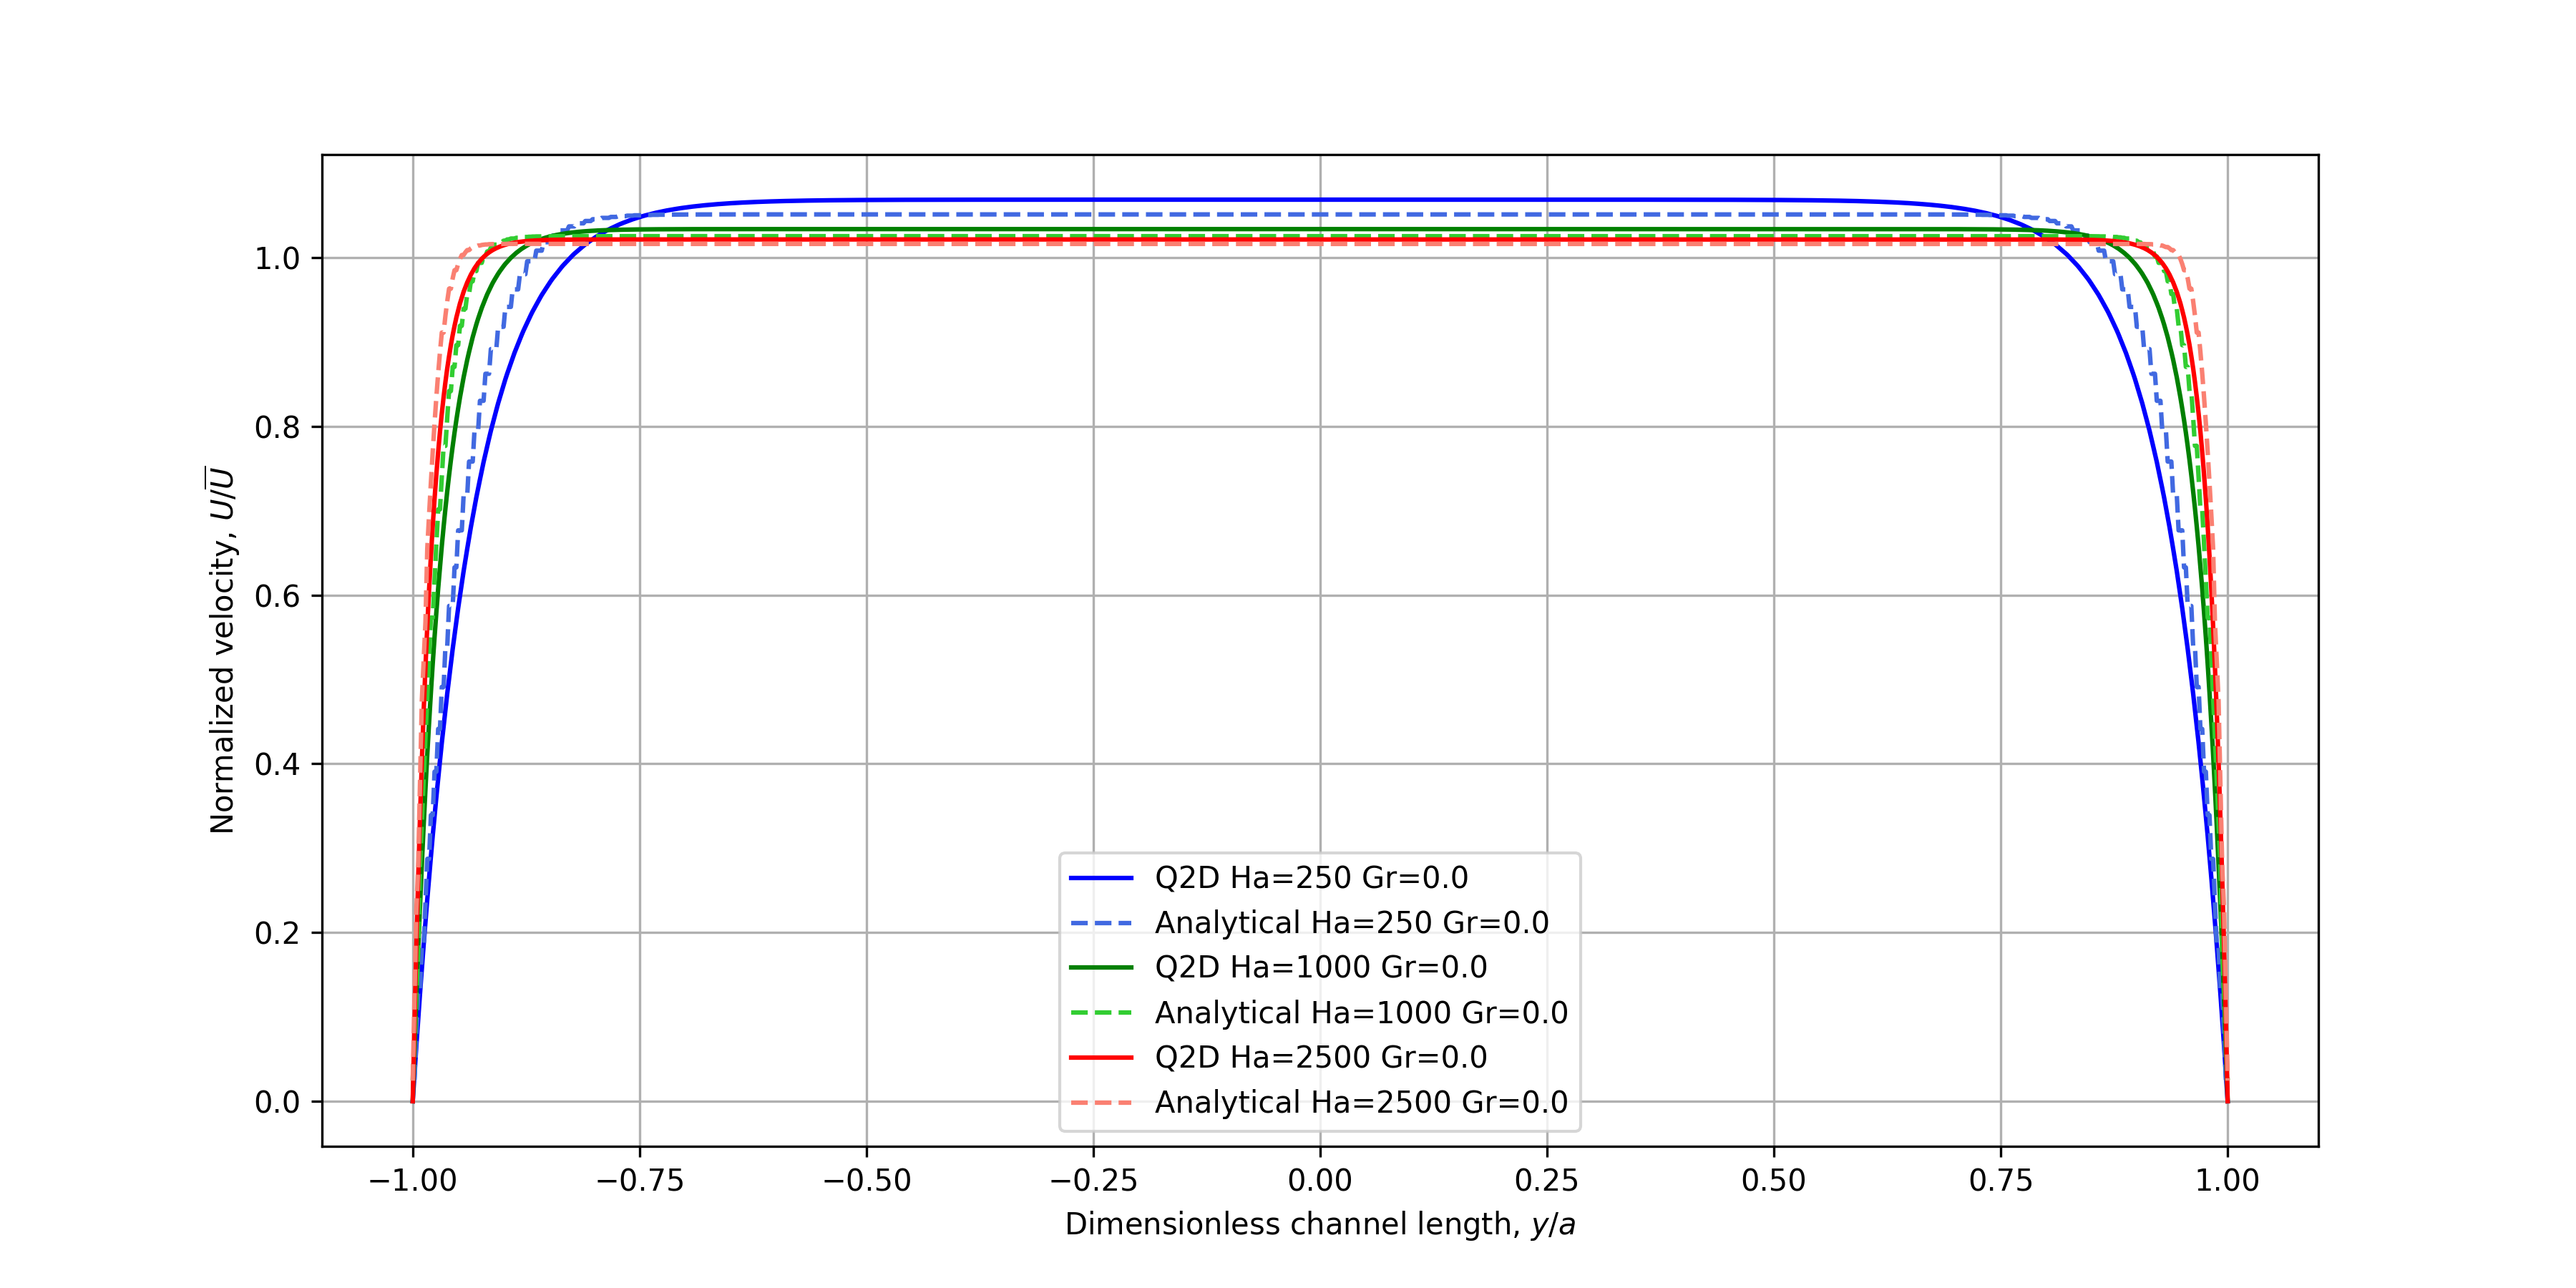 1.0
0.8
0.6
0.4
0.2
0.0
Normalized velocity, U/U̅
Q2D Ha=250 Gr=0.0
Analytical Ha=250 Gr=0.0
Q2D Ha=1000 Gr=0.0
Analytical Ha=1000 Gr=0.0
Q2D Ha=2500 Gr=0.0
Analytical Ha=2500 Gr=0.0
−1.00 −0.75 −0.50 −0.25 0.00 0.25 0.50 0.75 1.00
Dimensionless channel length, y/a